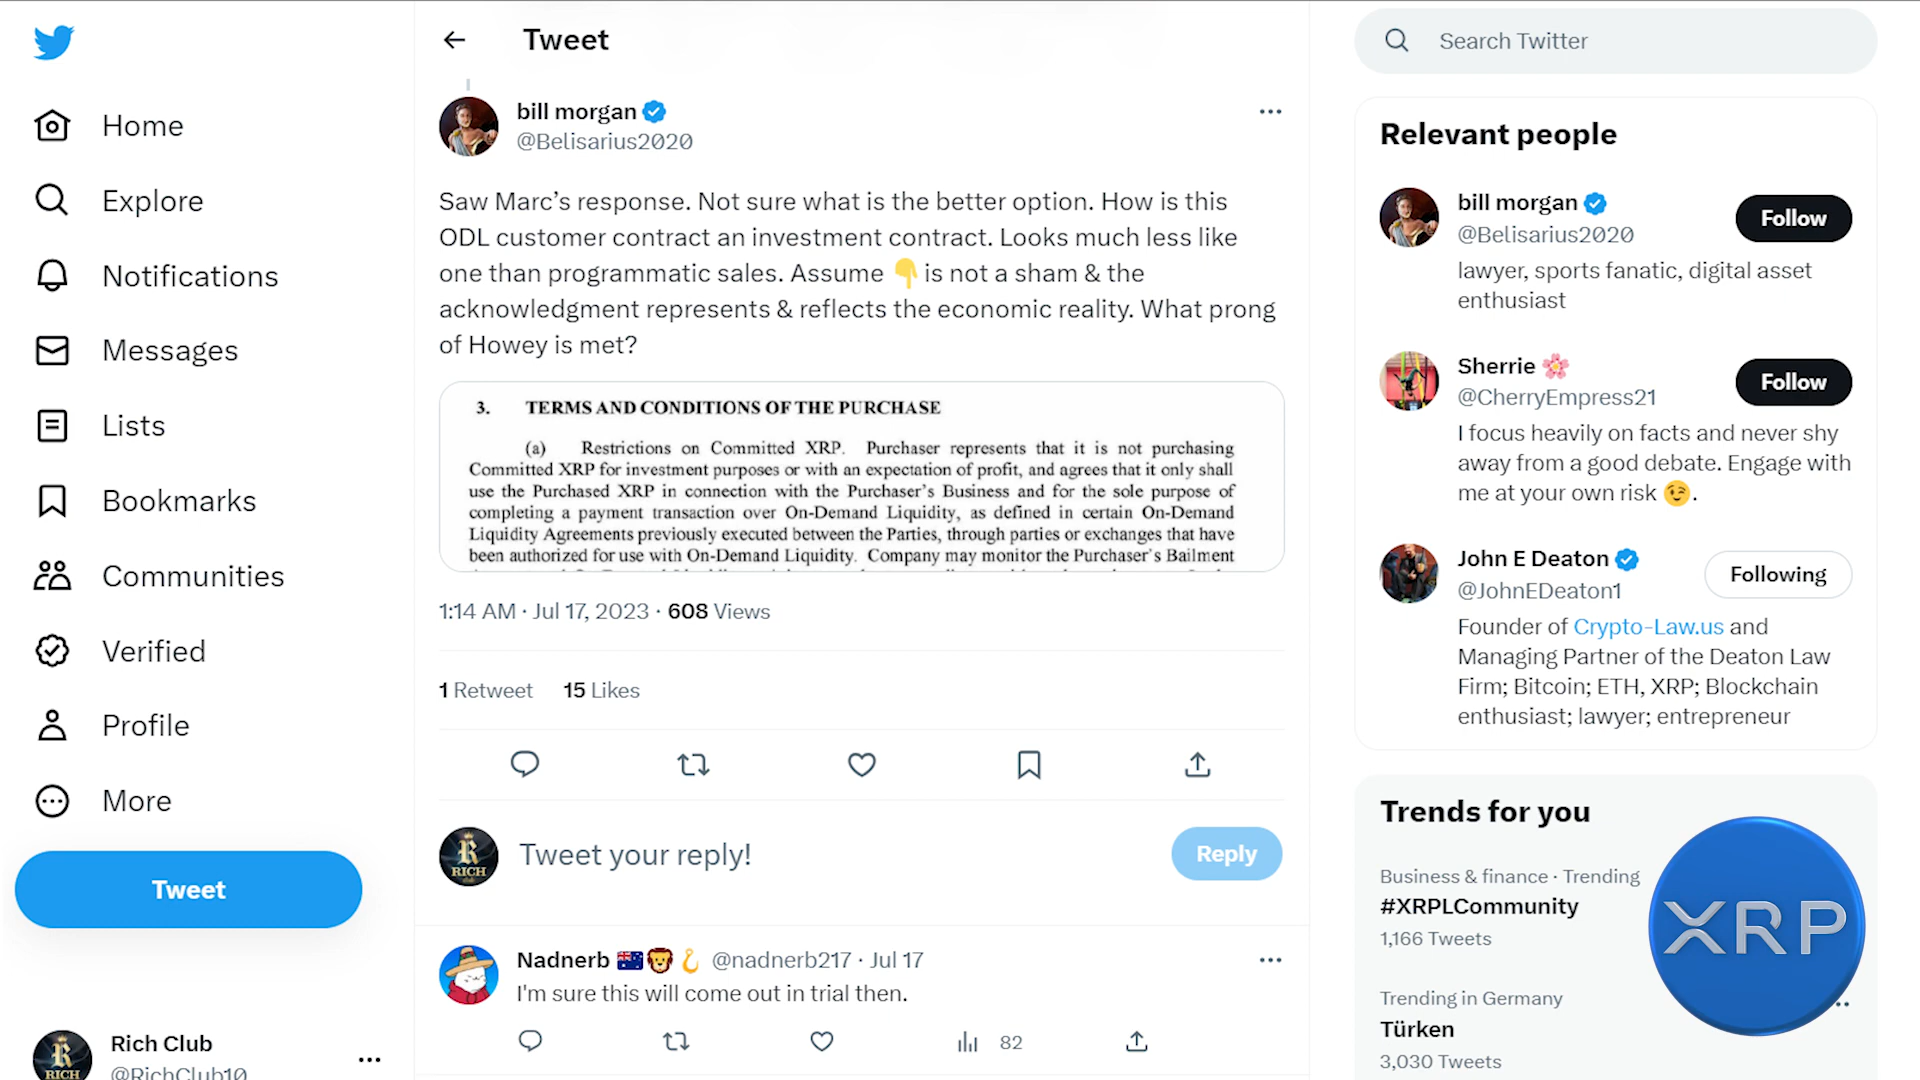 Home
Explore
Notifications
Messages
Lists
Bookmarks
Communities
Verified
Profile
More
Tweet
Rich Club
@RichClub10
Tweet
bill morgan
@Belisarius2020
Saw Marc’s response. Not sure what is the better option. How is this
ODL customer contract an investment contract. Looks much less like
one than programmatic sales. Assume 👇 is not a sham & the
acknowledgment represents & reflects the economic reality. What prong
of Howey is met?
3. TERMS AND CONDITIONS OF THE PURCHASE
(a) Restrictions on Committed XRP. Purchaser represents that it is not purchasing
Committed XRP for investment purposes or with an expectation of profit, and agrees that it only shall
use the Purchased XRP in connection with the Purchaser's Business and for the sole purpose of
completing a payment transaction over On-Demand Liquidity, as defined in certain On-Demand
Liquidity Agreements previously executed between the Parties, through parties or exchanges that have
been authorized for use with On-Demand Liquidity. Company may monitor the Purchaser's Bailment
1:14 AM · Jul 17, 2023 · 608 Views
1 Retweet 15 Likes
RICH
Tweet your reply!
Reply
Nadnerb 🇦🇺🦁🪝 @nadnerb217 · Jul 17
I'm sure this will come out in trial then.
82
Search Twitter
Relevant people
bill morgan
@Belisarius2020
Follow
lawyer, sports fanatic, digital asset
enthusiast
Sherrie 🌸
@CherryEmpress21
Follow
I focus heavily on facts and never shy
away from a good debate. Engage with
me at your own risk 😉.
John E Deaton
@JohnEDeaton1
Following
Founder of Crypto-Law.us and
Managing Partner of the Deaton Law
Firm; Bitcoin; ETH, XRP; Blockchain
enthusiast; lawyer; entrepreneur
Trends for you
Business & finance · Trending
#XRPLCommunity
1,166 Tweets
Trending in Germany
Türken
3,030 Tweets
XRP
RICH